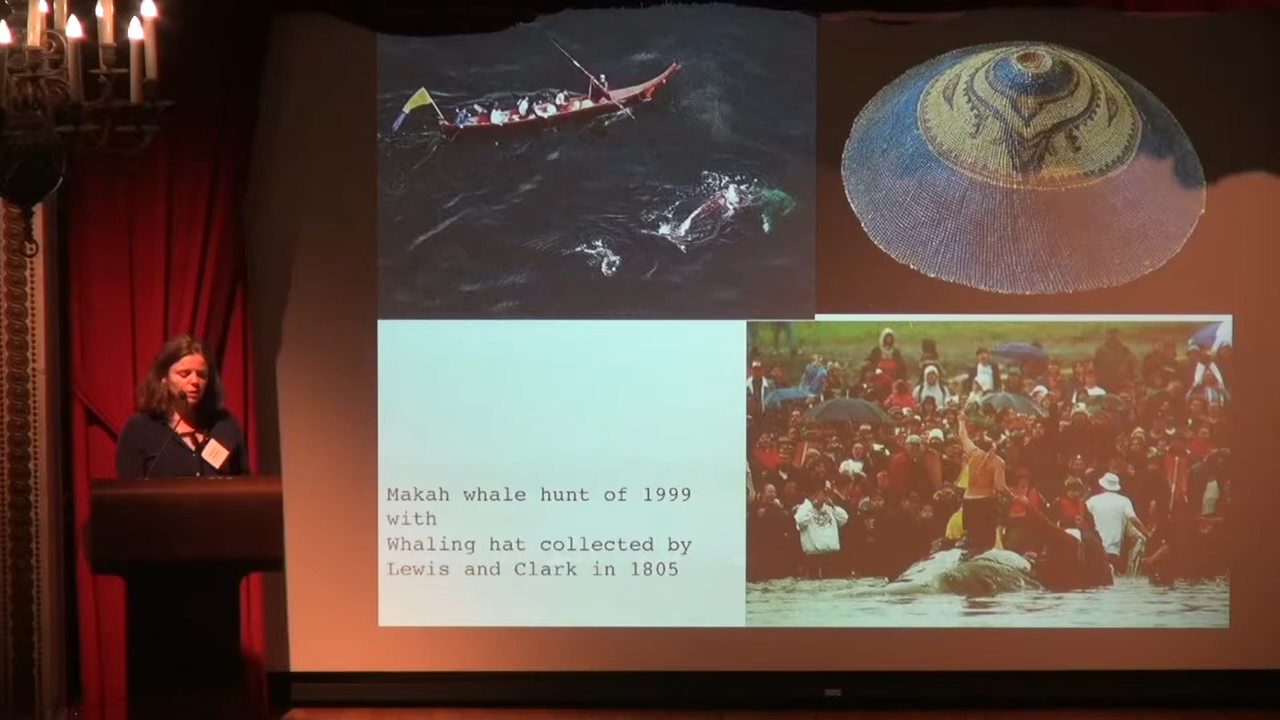 Makah whale hunt of 1999
with
Whaling hat collected by
Lewis and Clark in 1805